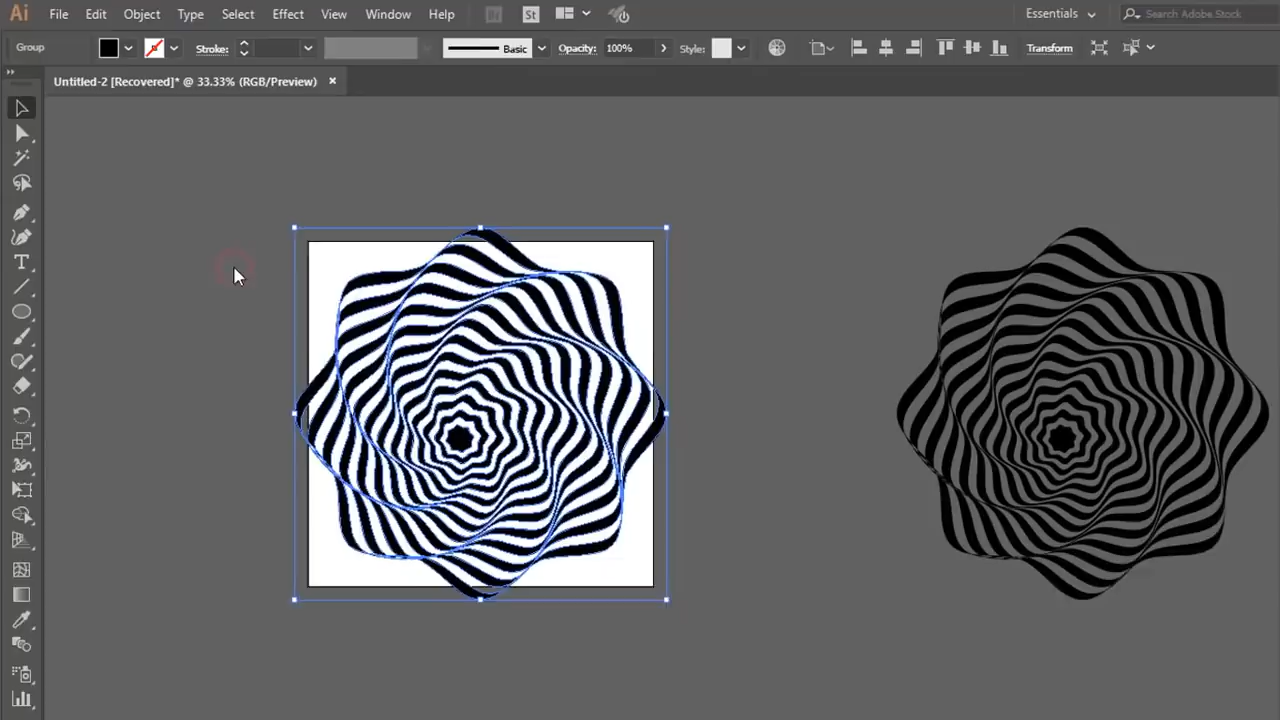 Ai File Edit Object Type Select Effect View Window Help Br St Essentials Search Adobe Stock
Group Stroke: Basic Opacity: 100% Style: Transform
Untitled-2 [Recovered]* @ 33.33% (RGB/Preview) ×